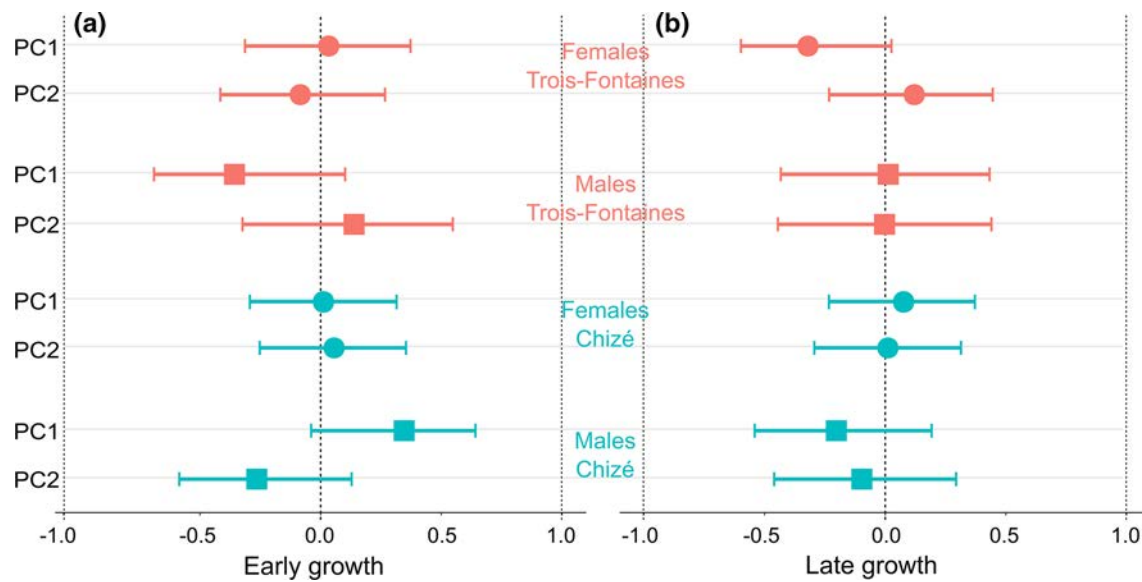 (a)
(b)
PC1
Females
Trois-Fontaines
PC2
PC1
Males
Trois-Fontaines
PC2
PC1
Females
Chizé
PC2
PC1
Males
Chizé
PC2
-1.0 -0.5 0.0 0.5 1.0
-1.0 -0.5 0.0 0.5 1.0
Early growth
Late growth